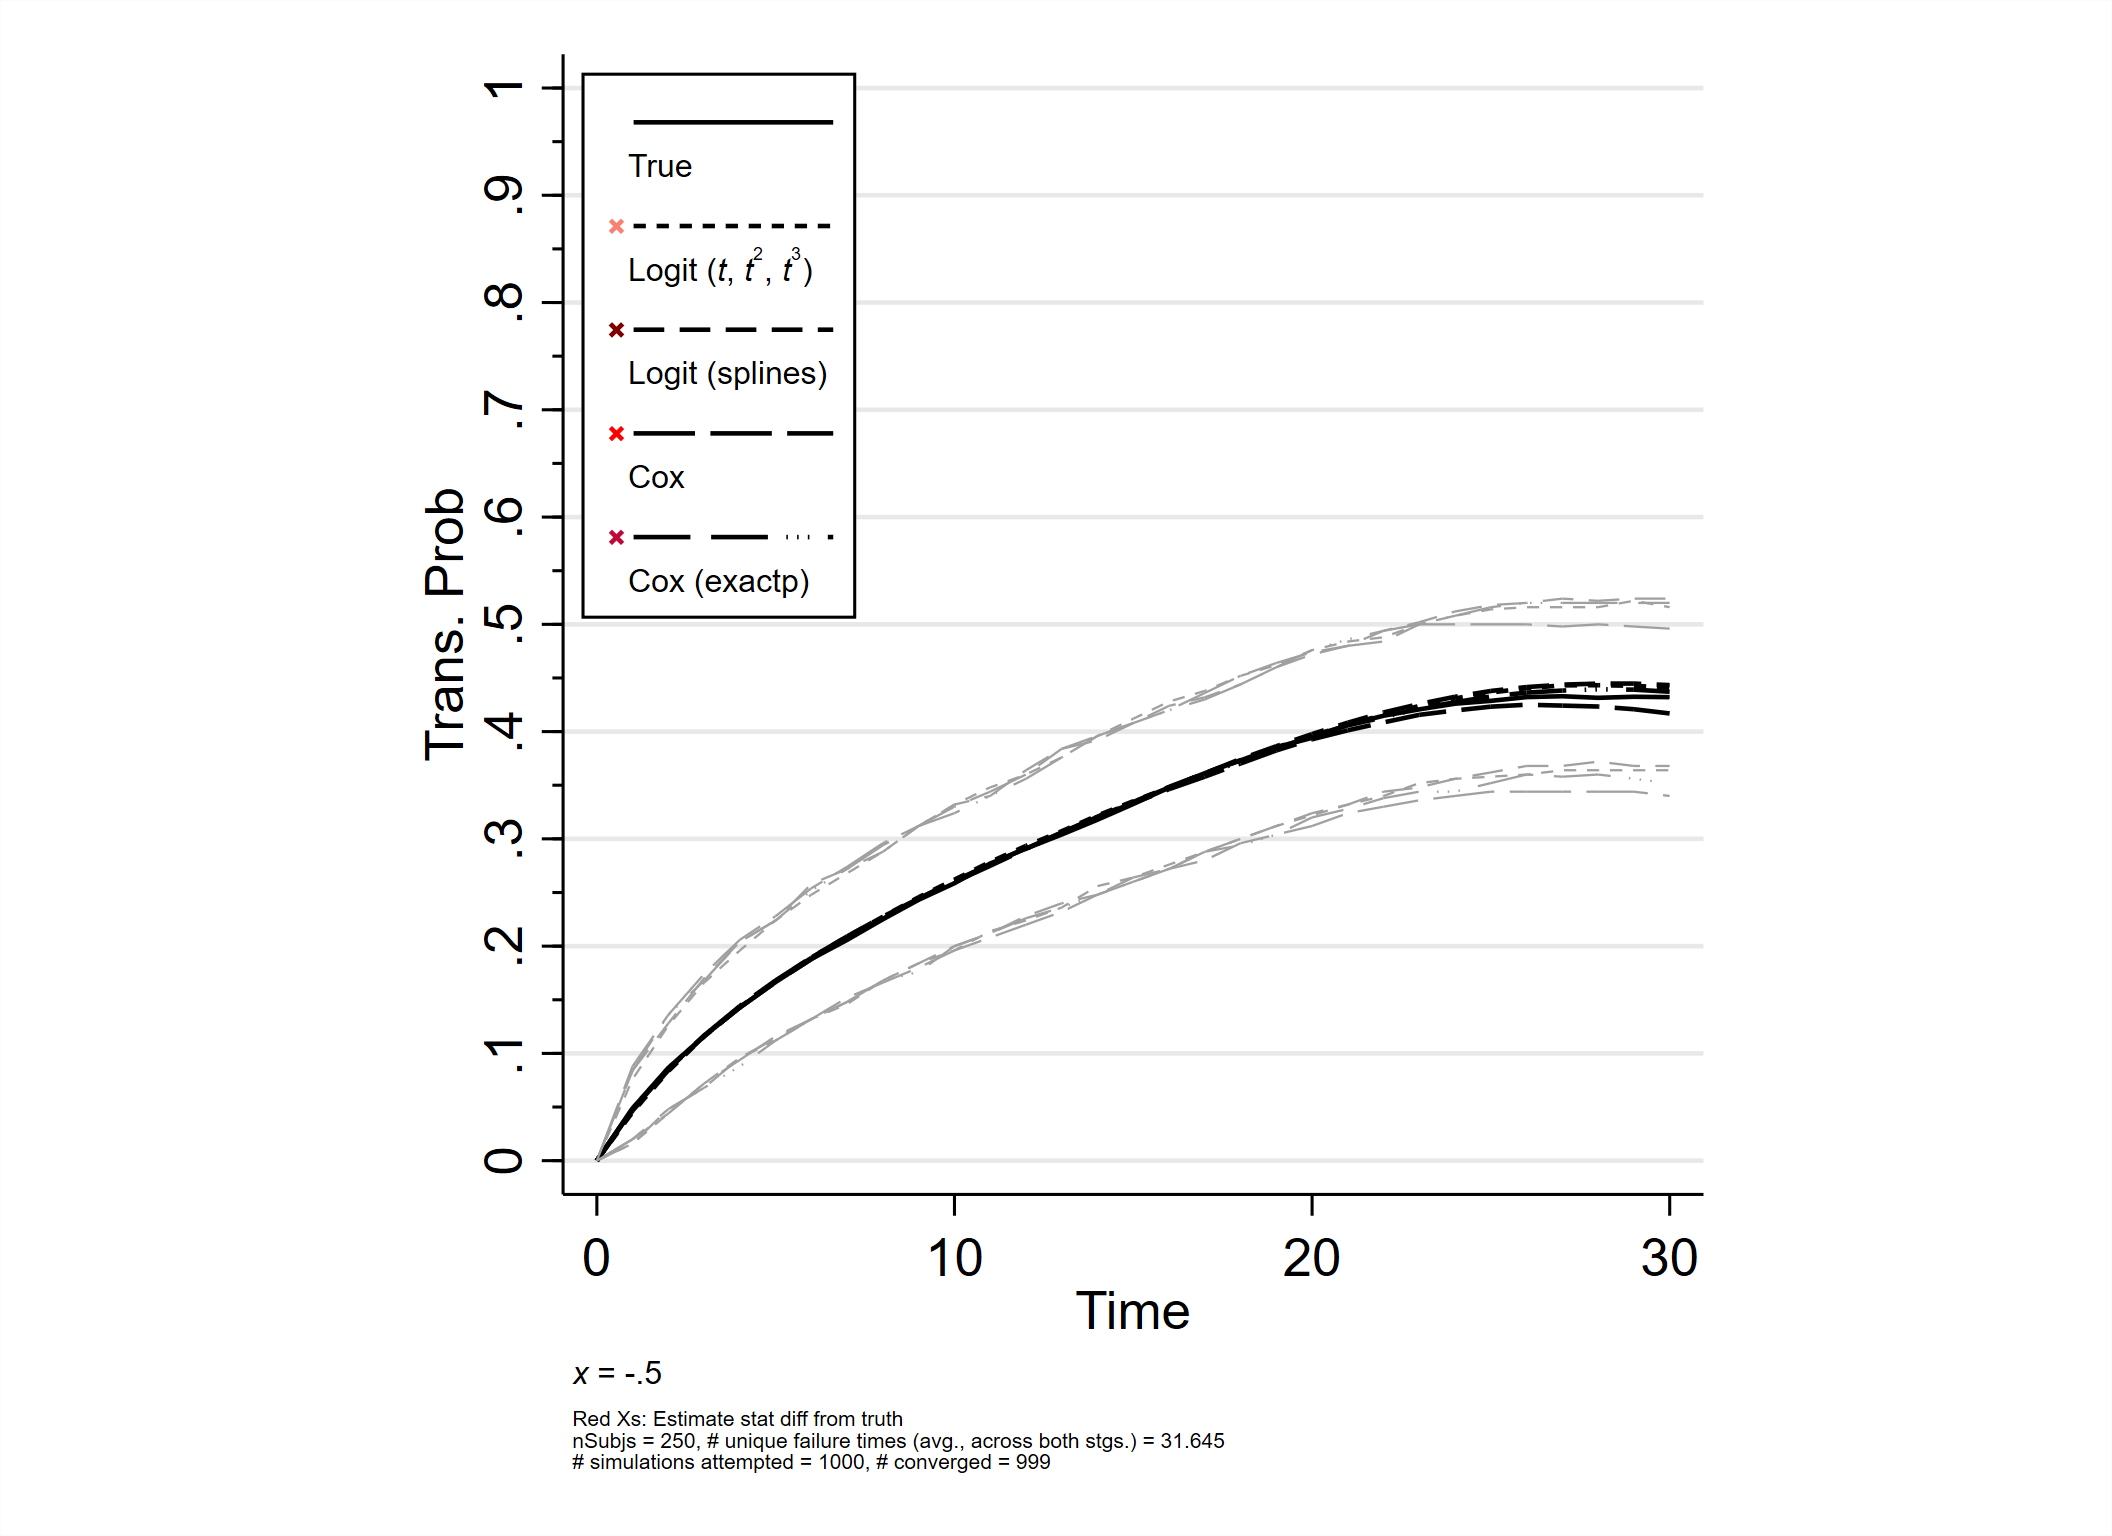 True
Logit (t, t², t³)
Logit (splines)
Cox
Cox (exactp)
Trans. Prob
1
.9
.8
.7
.6
.5
.4
.3
.2
.1
0
0 10 20 30
Time
x = -.5
Red Xs: Estimate stat diff from truth
nSubjs = 250, # unique failure times (avg., across both stgs.) = 31.645
# simulations attempted = 1000, # converged = 999